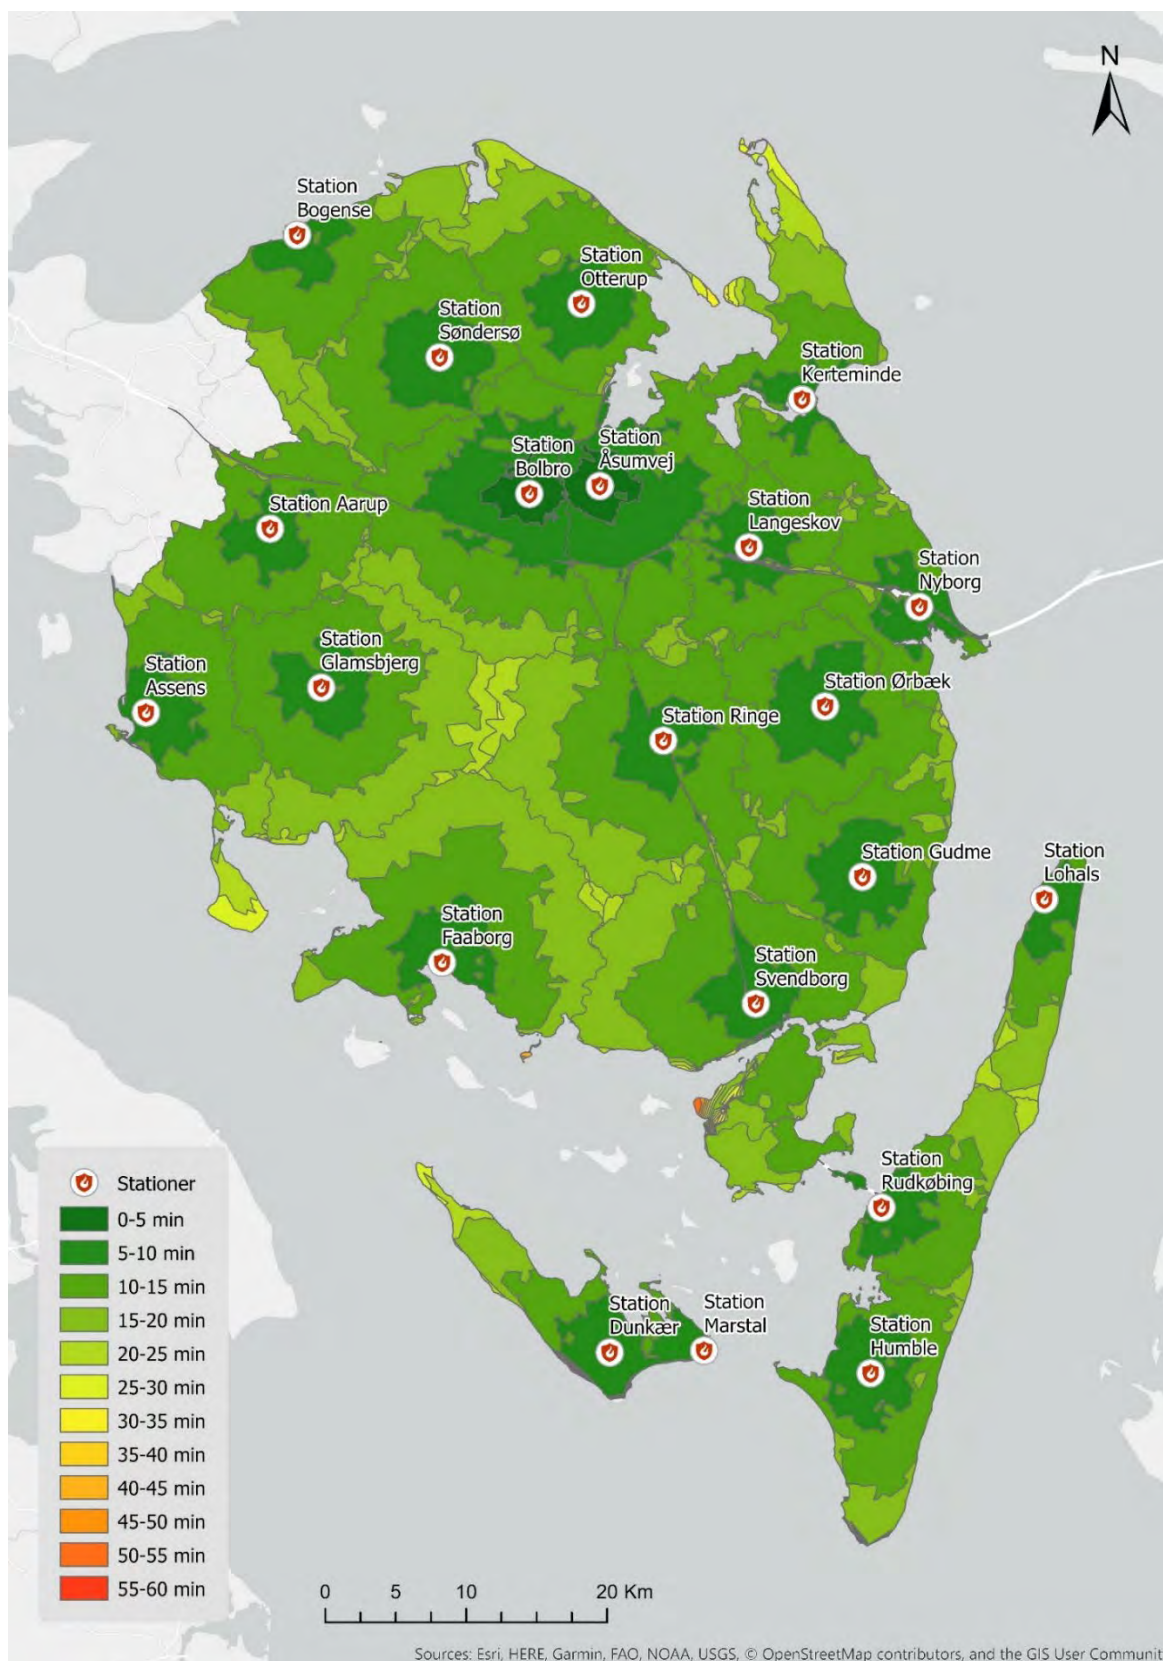 N
Station
Bogense
Station
Otterup
Station
Søndersø
Station
Kerteminde
Station
Bolbro
Station
Åsumvej
Station Aarup
Station
Langeskov
Station
Nyborg
Station
Glamsbjerg
Station
Assens
Station Ørbæk
Station Ringe
Station Gudme
Station
Lohals
Station
Faaborg
Station
Svendborg
Station
Rudkøbing
Station
Dunkær
Station
Marstal
Station
Humble
Stationer
0-5 min
5-10 min
10-15 min
15-20 min
20-25 min
25-30 min
30-35 min
35-40 min
40-45 min
45-50 min
50-55 min
55-60 min
0 5 10 20 Km
Sources: Esri, HERE, Garmin, FAO, NOAA, USGS, © OpenStreetMap contributors, and the GIS User Communit